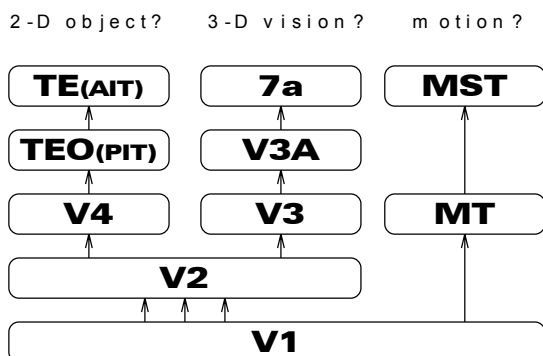 2-D object? 3-D vision? motion?
TE(AIT) 7a MST
TEO(PIT) V3A
V4 V3 MT
V2
V1